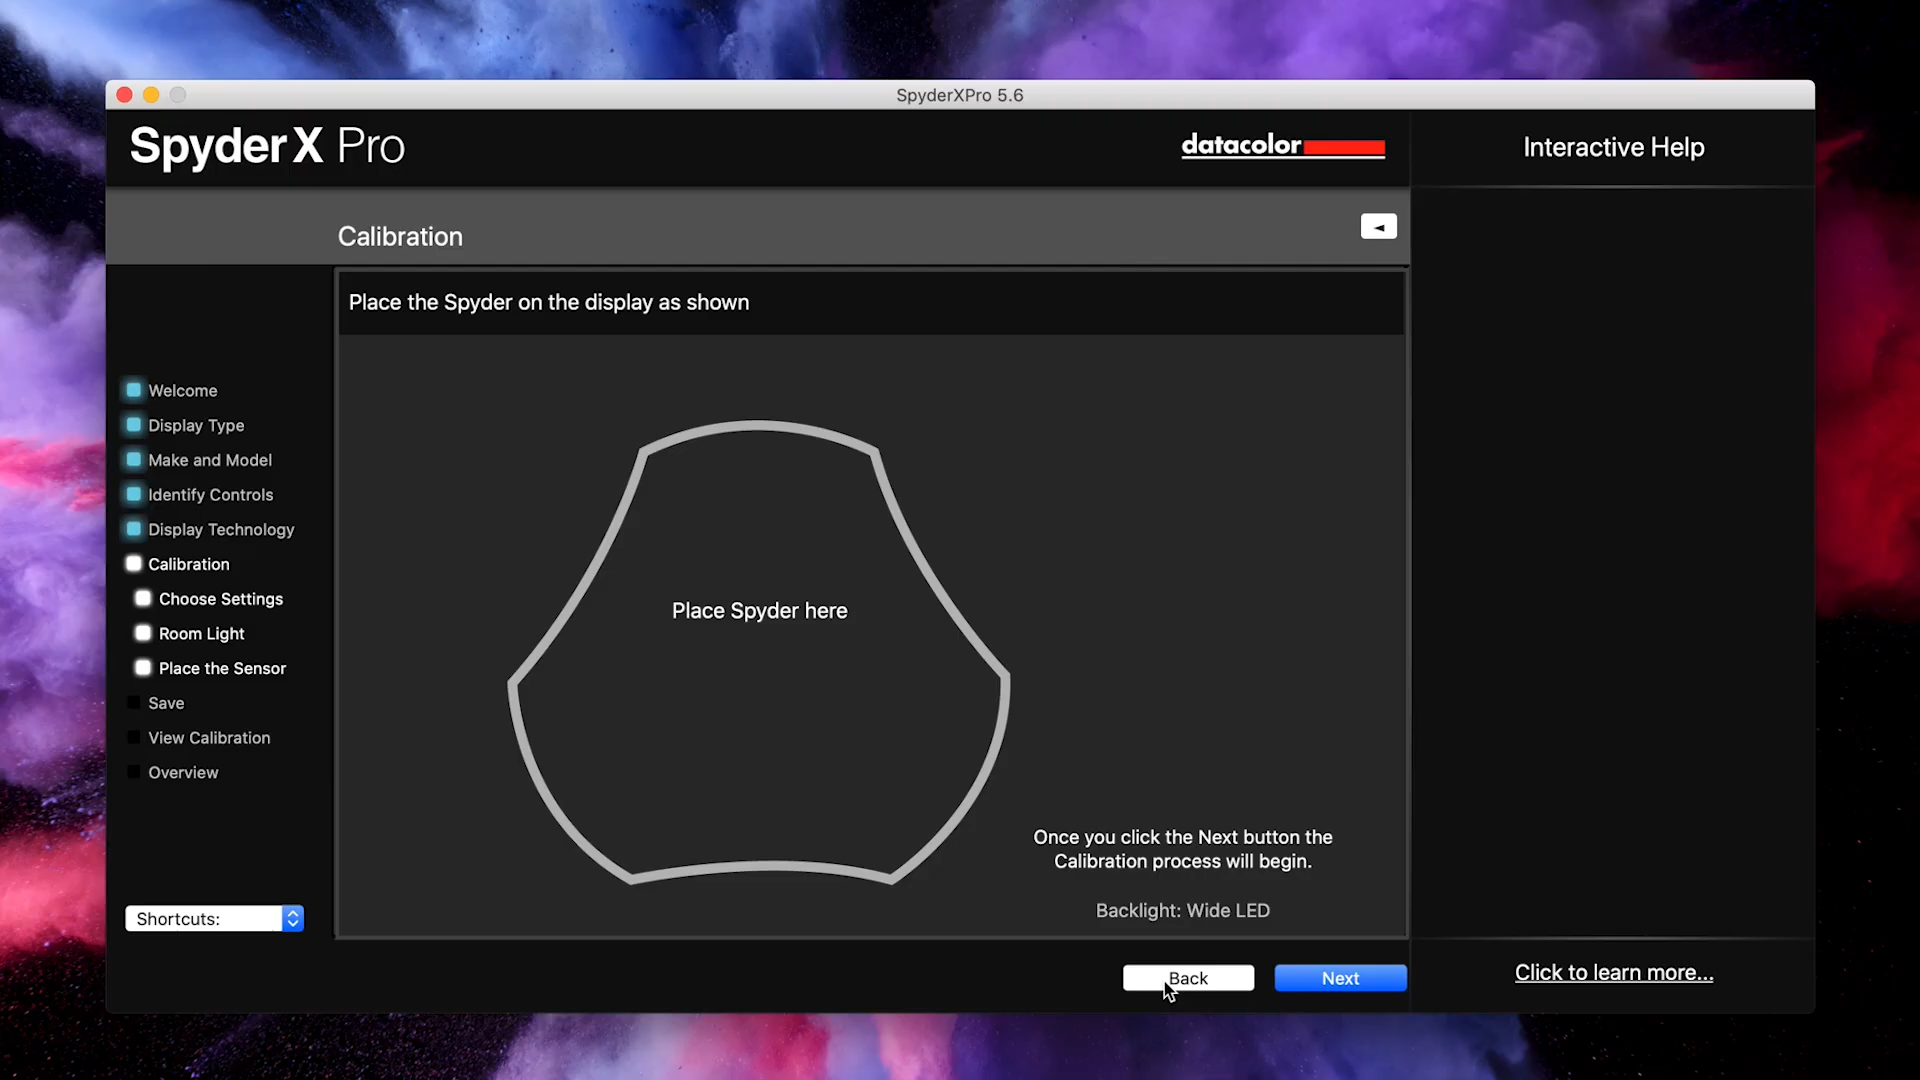 SpyderXPro 5.6
SpyderX Pro
datacolor
Interactive Help
Calibration
Place the Spyder on the display as shown
Welcome
Display Type
Make and Model
Identify Controls
Display Technology
Calibration
Choose Settings
Room Light
Place the Sensor
Save
View Calibration
Overview
Place Spyder here
Once you click the Next button the
Calibration process will begin.
Backlight: Wide LED
Shortcuts:
Back
Next
Click to learn more...